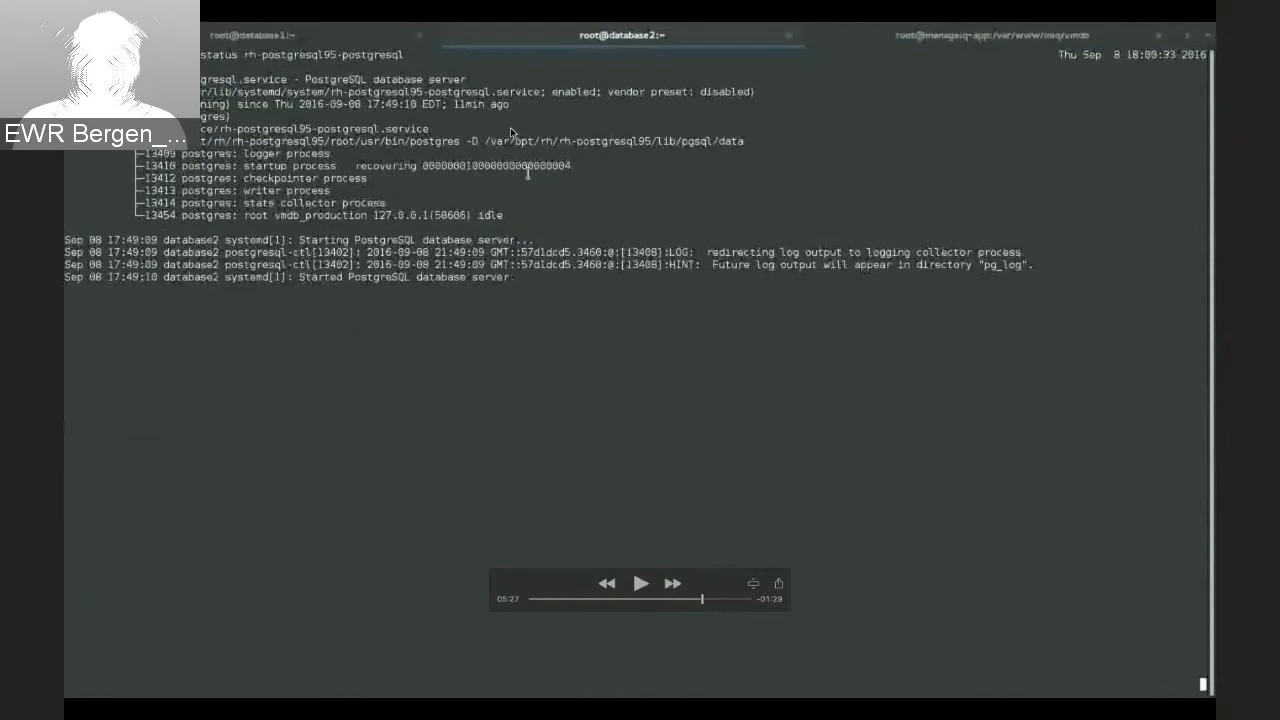 root@database1:~
root@database2:~
root@manageiq-app:/var/www/miq/vmdb
status rh-postgresql95-postgresql
Thu Sep  8 18:00:33 2016
EWR Bergen_...
gresql.service - PostgreSQL database server
r/lib/systemd/system/rh-postgresql95-postgresql.service; enabled; vendor preset: disabled)
ning) since Thu 2016-09-08 17:49:10 EDT; 11min ago
gres)
ce/rh-postgresql95-postgresql.service
t/rh/rh-postgresql95/root/usr/bin/postgres -D /var/opt/rh/rh-postgresql95/lib/pgsql/data
├─13409 postgres: logger process
├─13410 postgres: startup process   recovering 000000010000000000000004
├─13412 postgres: checkpointer process
├─13413 postgres: writer process
├─13414 postgres: stats collector process
└─13454 postgres: root vmdb_production 127.0.0.1(50606) idle
Sep 08 17:49:09 database2 systemd[1]: Starting PostgreSQL database server...
Sep 08 17:49:09 database2 postgresql-ctl[13402]: 2016-09-08 21:49:09 GMT::57d1dcd5.3460:@:[13408]:LOG:  redirecting log output to logging collector process
Sep 08 17:49:09 database2 postgresql-ctl[13402]: 2016-09-08 21:49:09 GMT::57d1dcd5.3460:@:[13408]:HINT:  Future log output will appear in directory "pg_log".
Sep 08 17:49:10 database2 systemd[1]: Started PostgreSQL database server.
05:27
-01:29